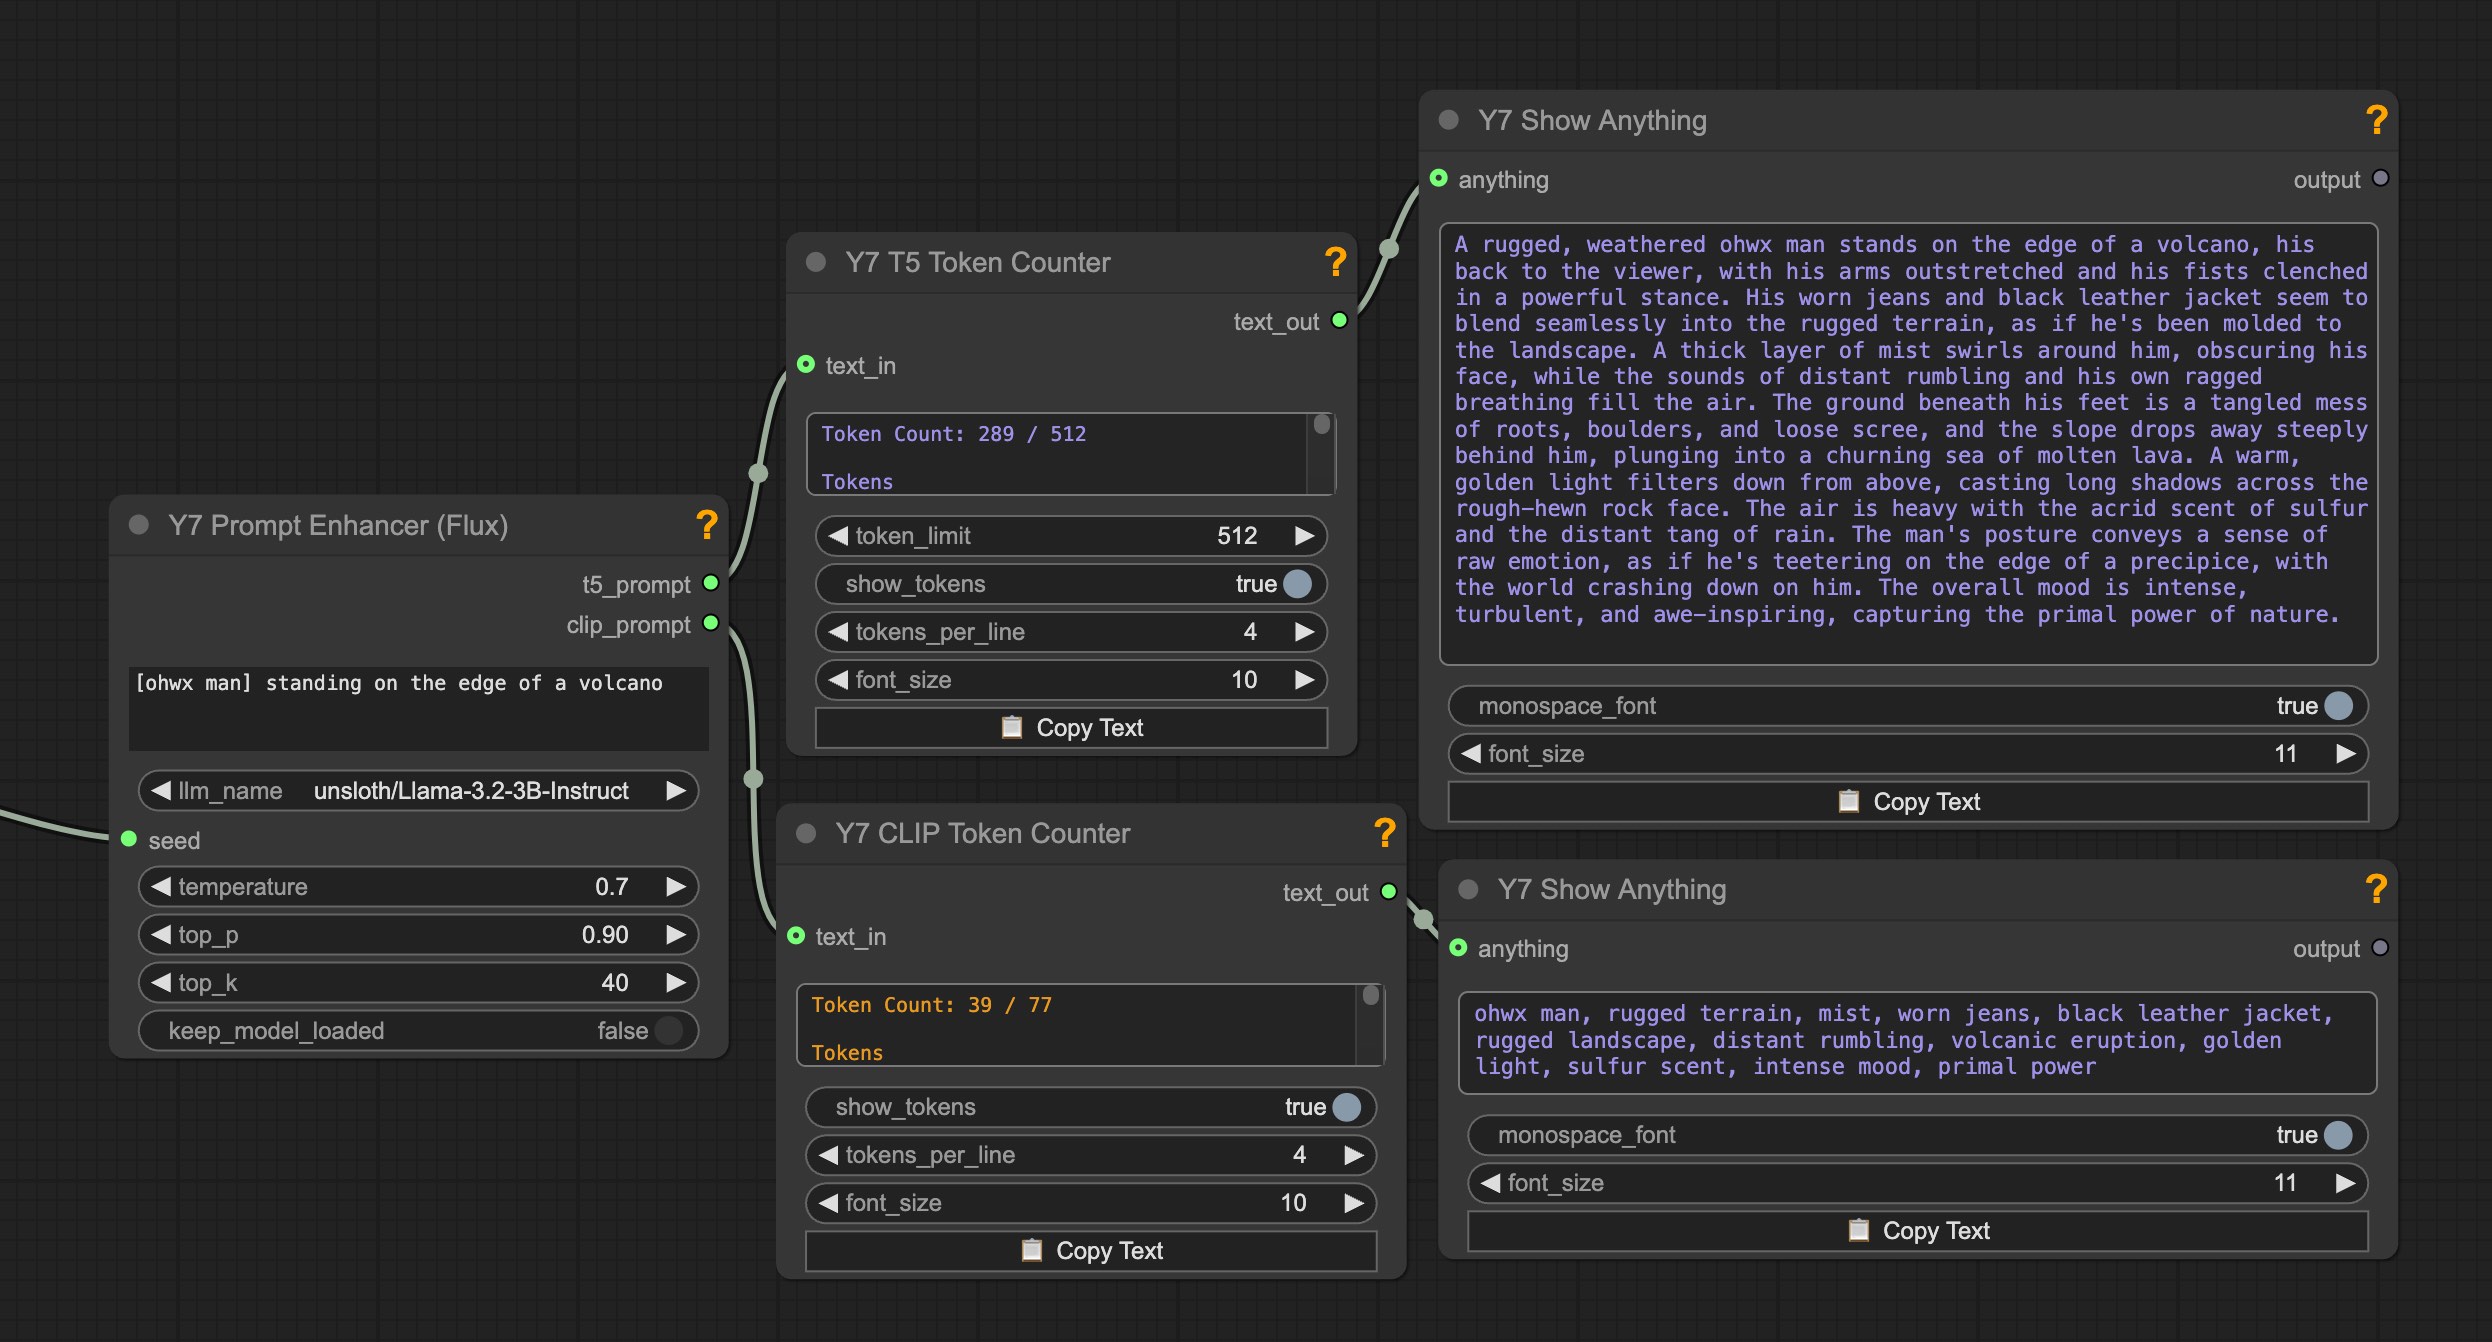 Y7 Prompt Enhancer (Flux) ?
t5_prompt
clip_prompt
[ohwx man] standing on the edge of a volcano
llm_name unsloth/Llama-3.2-3B-Instruct
seed
temperature 0.7
top_p 0.90
top_k 40
keep_model_loaded false
Y7 T5 Token Counter ?
text_out
text_in
Token Count: 289 / 512
Tokens
token_limit 512
show_tokens true
tokens_per_line 4
font_size 10
Copy Text
Y7 CLIP Token Counter ?
text_out
text_in
Token Count: 39 / 77
Tokens
show_tokens true
tokens_per_line 4
font_size 10
Copy Text
Y7 Show Anything ?
anything output
A rugged, weathered ohwx man stands on the edge of a volcano, his
back to the viewer, with his arms outstretched and his fists clenched
in a powerful stance. His worn jeans and black leather jacket seem to
blend seamlessly into the rugged terrain, as if he's been molded to
the landscape. A thick layer of mist swirls around him, obscuring his
face, while the sounds of distant rumbling and his own ragged
breathing fill the air. The ground beneath his feet is a tangled mess
of roots, boulders, and loose scree, and the slope drops away steeply
behind him, plunging into a churning sea of molten lava. A warm,
golden light filters down from above, casting long shadows across the
rough-hewn rock face. The air is heavy with the acrid scent of sulfur
and the distant tang of rain. The man's posture conveys a sense of
raw emotion, as if he's teetering on the edge of a precipice, with
the world crashing down on him. The overall mood is intense,
turbulent, and awe-inspiring, capturing the primal power of nature.
monospace_font true
font_size 11
Copy Text
Y7 Show Anything ?
anything output
ohwx man, rugged terrain, mist, worn jeans, black leather jacket,
rugged landscape, distant rumbling, volcanic eruption, golden
light, sulfur scent, intense mood, primal power
monospace_font true
font_size 11
Copy Text